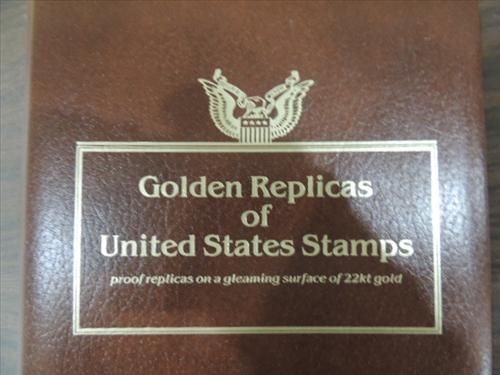 Golden Replicas
of
United States Stamps
proof replicas on a gleaming surface of 22kt gold